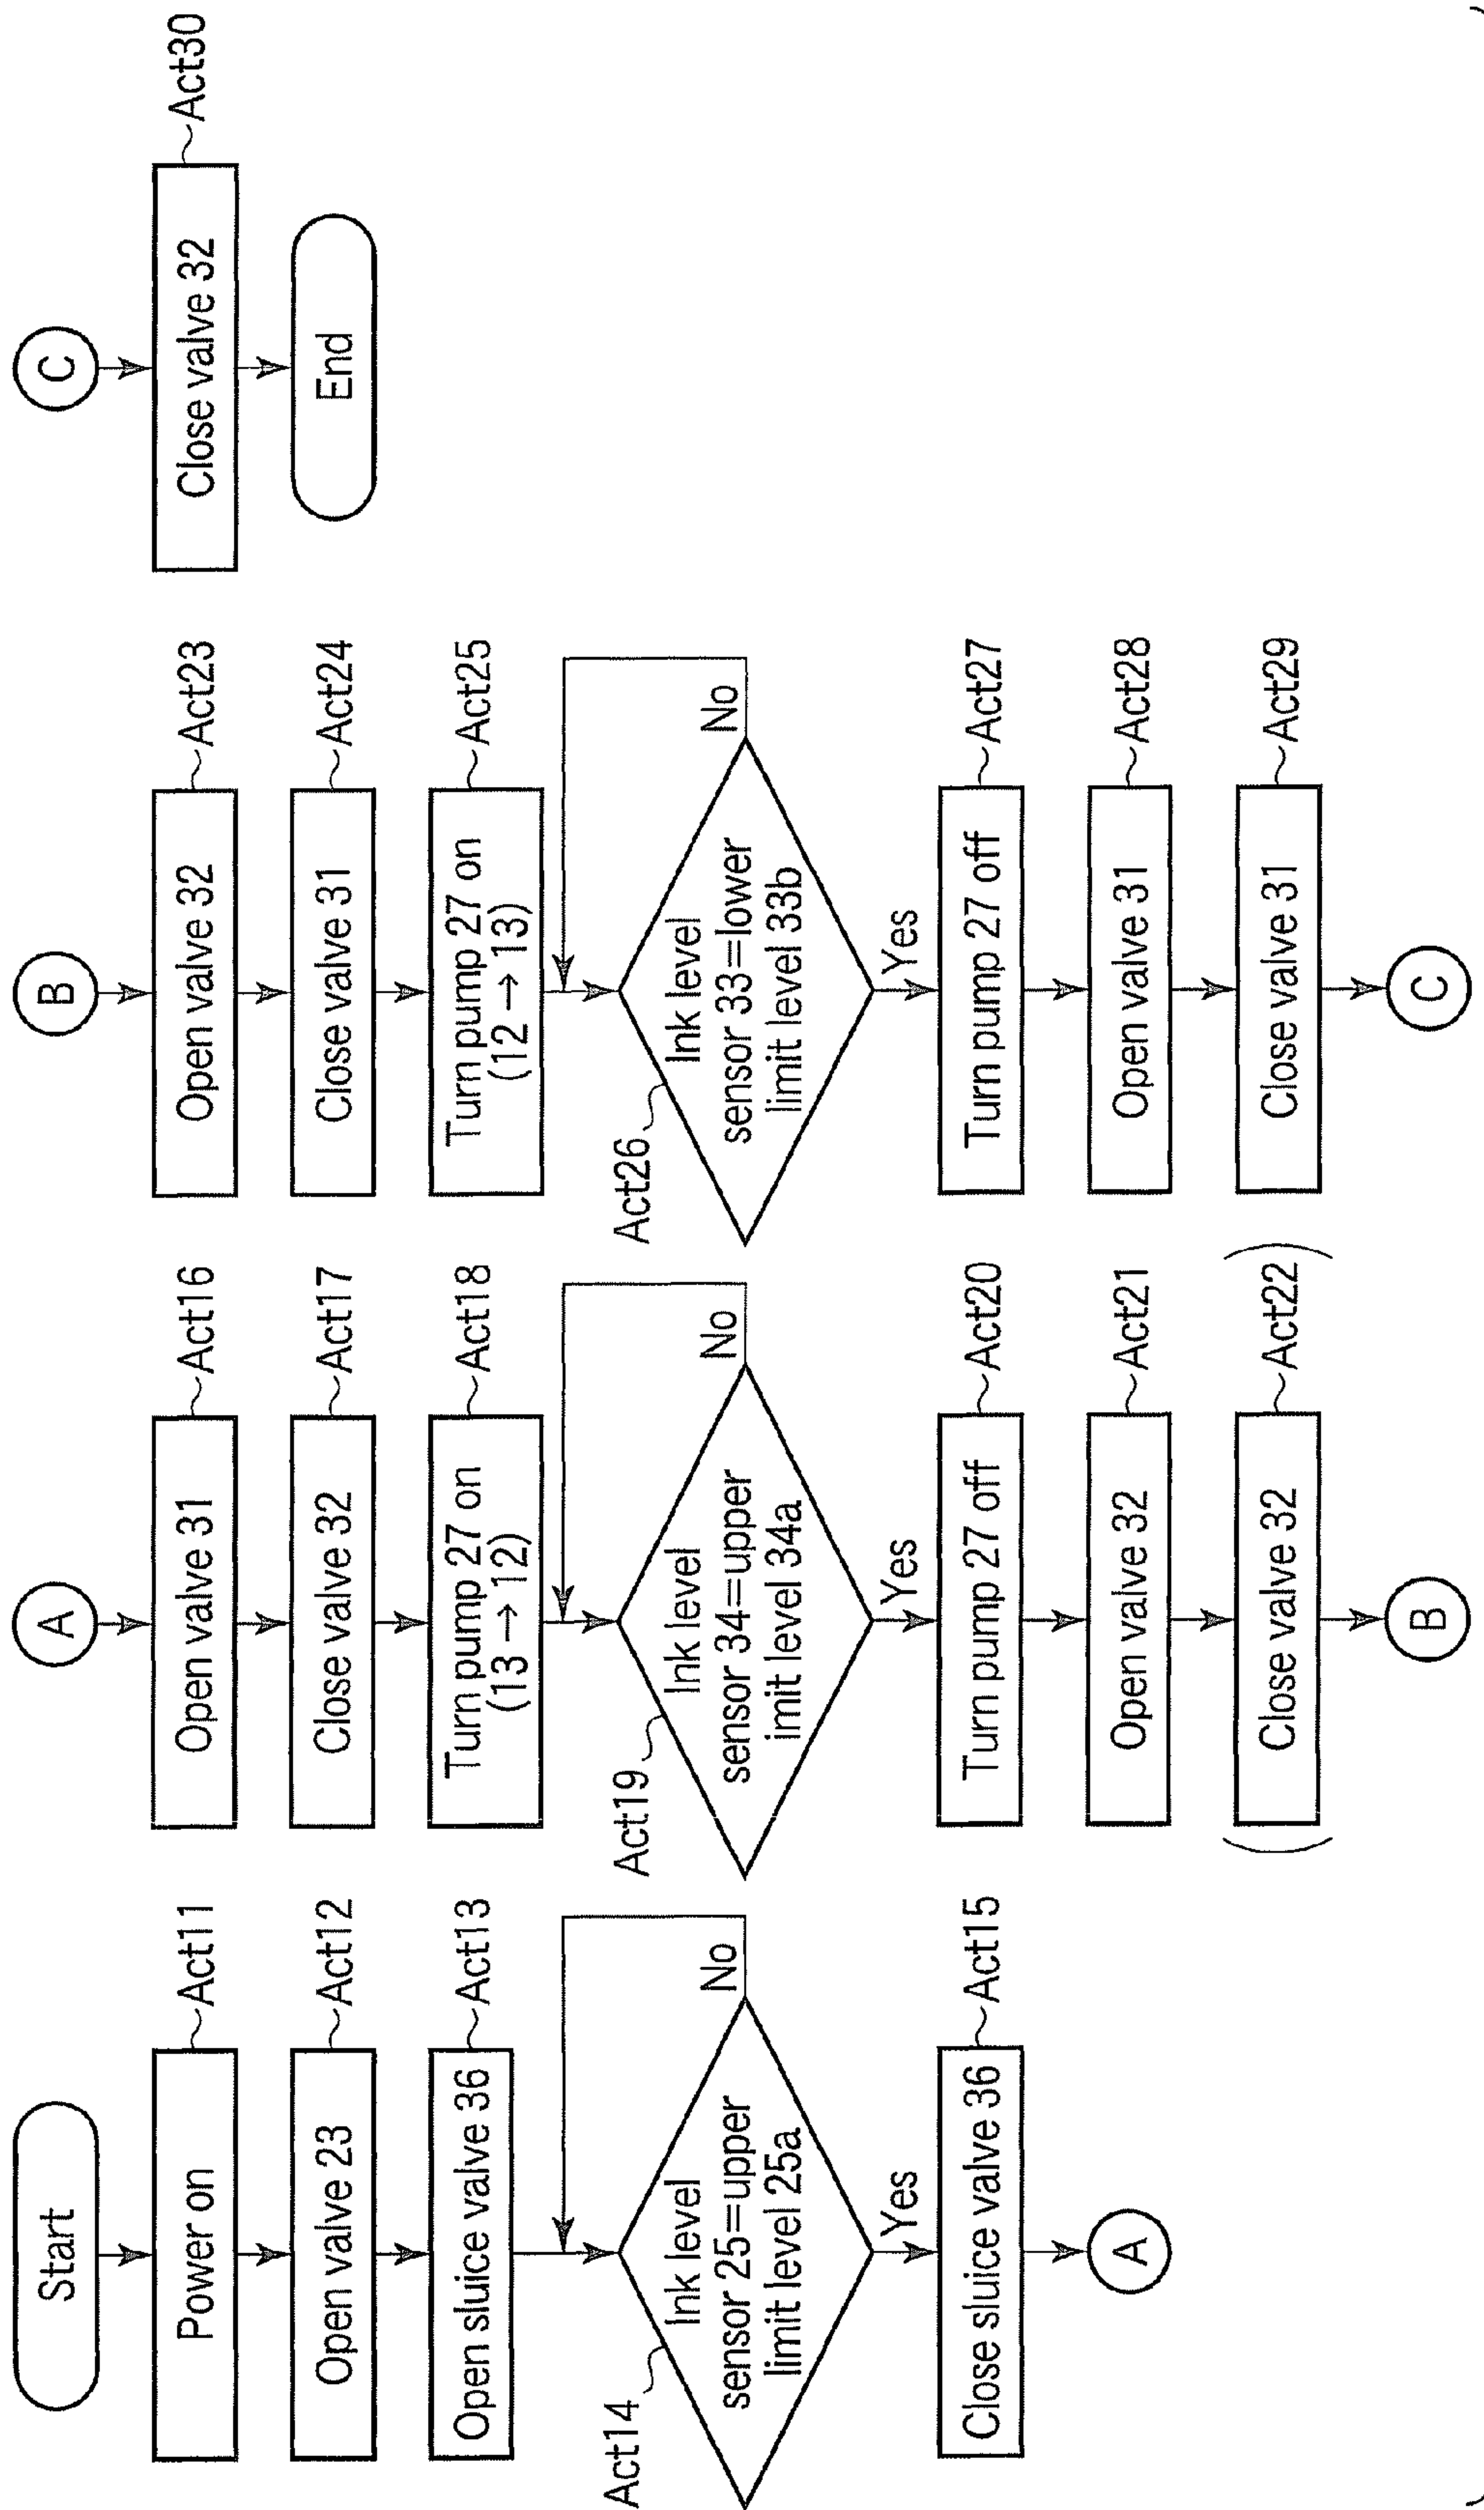 Start
Power on
~Act11
Open valve 23
~Act12
Open sluice valve 36
~Act13
Act14
Ink level
sensor 25=upper
limit level 25a
No
Yes
Close sluice valve 36
~Act15
A
A
Open valve 31
~Act16
Close valve 32
~Act17
Turn pump 27 on
(13→12)
~Act18
Act19
Ink level
sensor 34=upper
imit level 34a
No
Yes
Turn pump 27 off
~Act20
Open valve 32
~Act21
(Close valve 32
~Act22)
B
B
Open valve 32
~Act23
Close valve 31
~Act24
Turn pump 27 on
(12→13)
~Act25
Act26
Ink level
sensor 33=lower
limit level 33b
No
Yes
Turn pump 27 off
~Act27
Open valve 31
~Act28
Close valve 31
~Act29
C
C
Close valve 32
~Act30
End